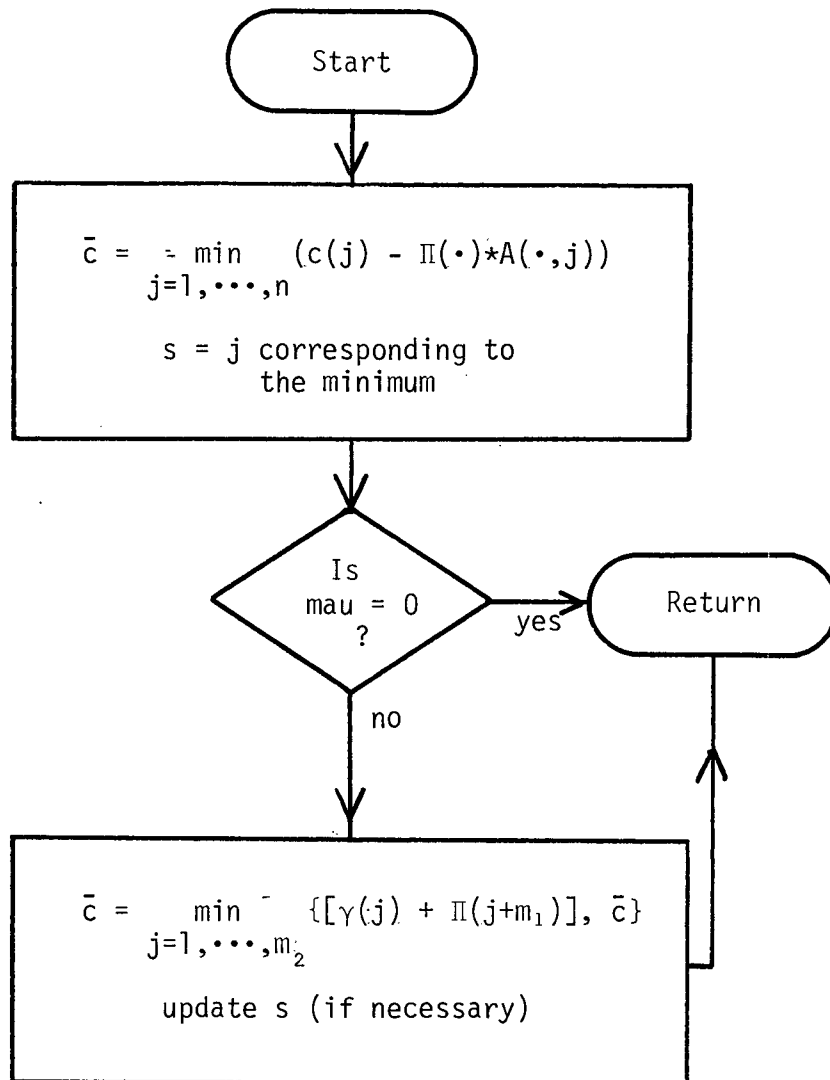 Start
c̄ = min (c(j) - Π(•)*A(•,j))
j=1,•••,n
s = j corresponding to
the minimum
Is
mau = 0
?
yes
Return
no
c̄ = min {[γ(j) + Π(j+m₁)], c̄}
j=1,•••,m₂
update s (if necessary)